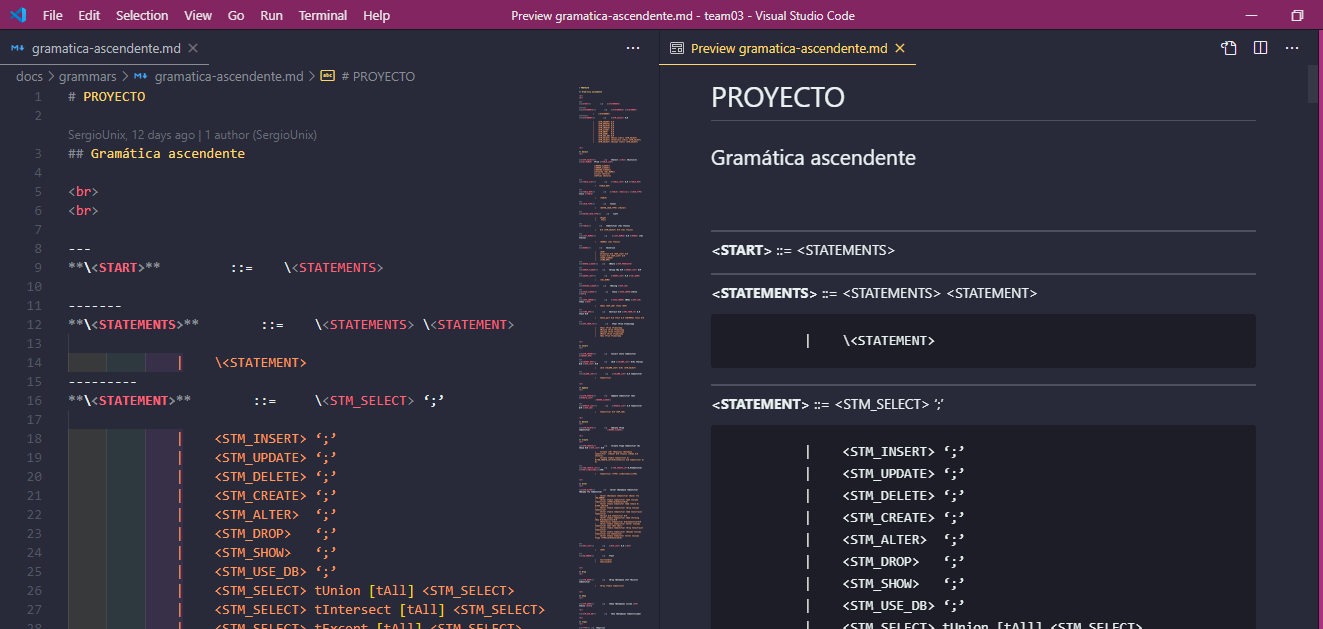 File Edit Selection View Go Run Terminal Help Preview gramatica-ascendente.md - team03 - Visual Studio Code
gramatica-ascendente.md
docs > grammars > gramatica-ascendente.md > abc # PROYECTO
1 # PROYECTO
2
SergioUnix, 12 days ago | 1 author (SergioUnix)
3 ## Gramática ascendente
4
5 <br>
6 <br>
7
8 ---
9 **\<START>** ::= \<STATEMENTS>
10
11 -------
12 **\<STATEMENTS>** ::= \<STATEMENTS> \<STATEMENT>
13
14 | \<STATEMENT>
15 ---------
16 **\<STATEMENT>** ::= \<STM_SELECT> ‘;’
17
18 | <STM_INSERT> ‘;’
19 | <STM_UPDATE> ‘;’
20 | <STM_DELETE> ‘;’
21 | <STM_CREATE> ‘;’
22 | <STM_ALTER> ‘;’
23 | <STM_DROP> ‘;’
24 | <STM_SHOW> ‘;’
25 | <STM_USE_DB> ‘;’
26 | <STM_SELECT> tUnion [tAll] <STM_SELECT>
27 | <STM_SELECT> tIntersect [tAll] <STM_SELECT>
28 | <STM_SELECT> tExcept [tAll] <STM_SELECT>
Preview gramatica-ascendente.md
PROYECTO
Gramática ascendente
<START> ::= <STATEMENTS>
<STATEMENTS> ::= <STATEMENTS> <STATEMENT>
| \<STATEMENT>
<STATEMENT> ::= <STM_SELECT> ‘;’
| <STM_INSERT> ‘;’
| <STM_UPDATE> ‘;’
| <STM_DELETE> ‘;’
| <STM_CREATE> ‘;’
| <STM_ALTER> ‘;’
| <STM_DROP> ‘;’
| <STM_SHOW> ‘;’
| <STM_USE_DB> ‘;’
| <STM_SELECT> tUnion [tAll] <STM_SELECT>